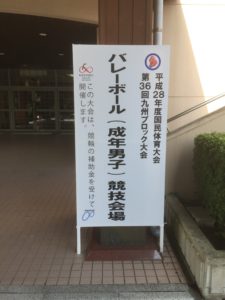 平成28年度国民体育大会
第36回九州ブロック大会
バレーボール(成年男子)競技会場
この大会は、競輪の補助金を受けて
開催します。